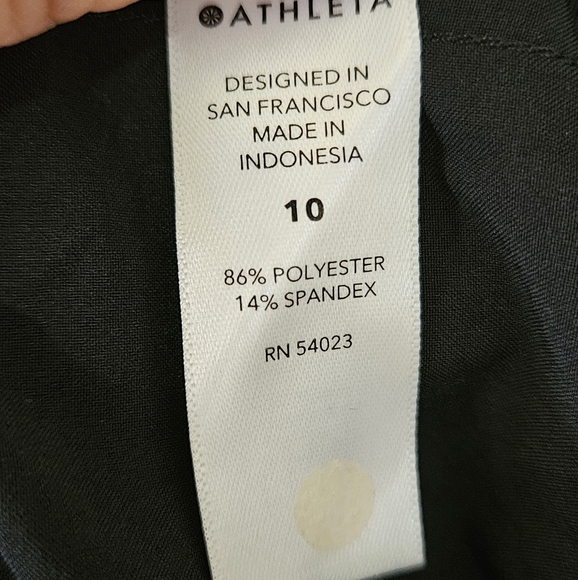 ATHLETA
DESIGNED IN
SAN FRANCISCO
MADE IN
INDONESIA
10
86% POLYESTER
14% SPANDEX
RN 54023